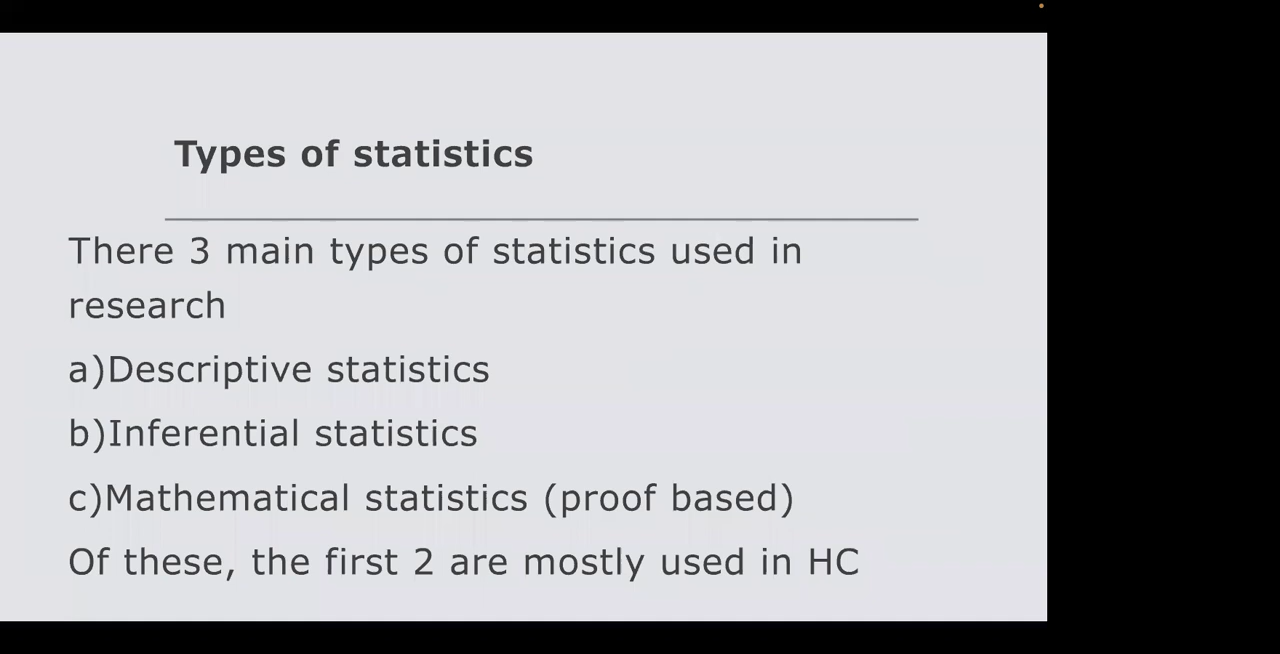 Types of statistics
There 3 main types of statistics used in
research
a)Descriptive statistics
b)Inferential statistics
c)Mathematical statistics (proof based)
Of these, the first 2 are mostly used in HC